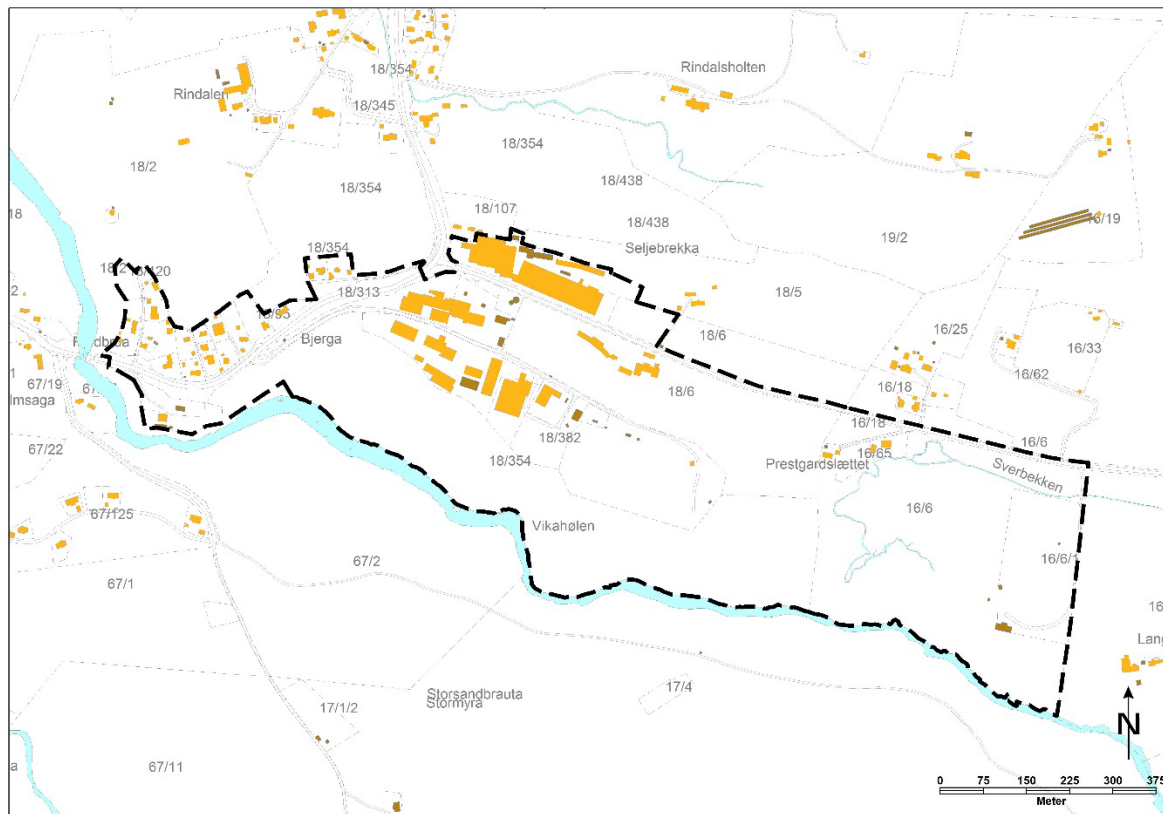 18/354
Rindalsholten
Rindalen
18/345
18/354
18/2
18/438
18/354
18/107
18/438
16/19
18
19/2
Seljebrekka
18/354
18/2
18/5
18/313
18/6
16/25
Bjerga
16/33
16/62
67/19
16/18
18/6
lmsaga
16/18
67/22
18/382
16/6
18/354
Prestgardslættet
16/65
Sverbekken
67/125
16/6
Vikahølen
67/2
16/6/1
67/1
16
Lang
17/4
Storsandbrauta
Stormyra
17/1/2
N
67/11
a
0 75 150 225 300 375
Meter